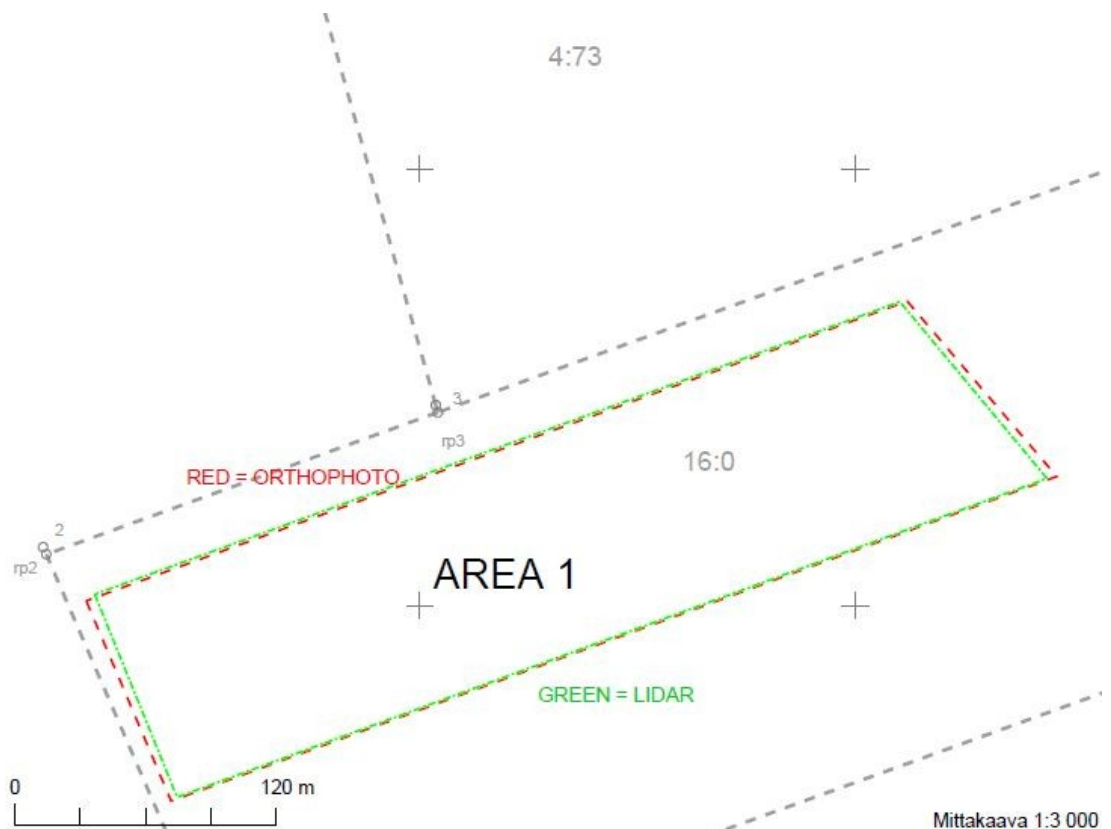 4:73
3
rp3
RED = ORTHOPHOTO
16:0
2
rp2
AREA 1
GREEN = LIDAR
0
120 m
Mittakaava 1:3 000